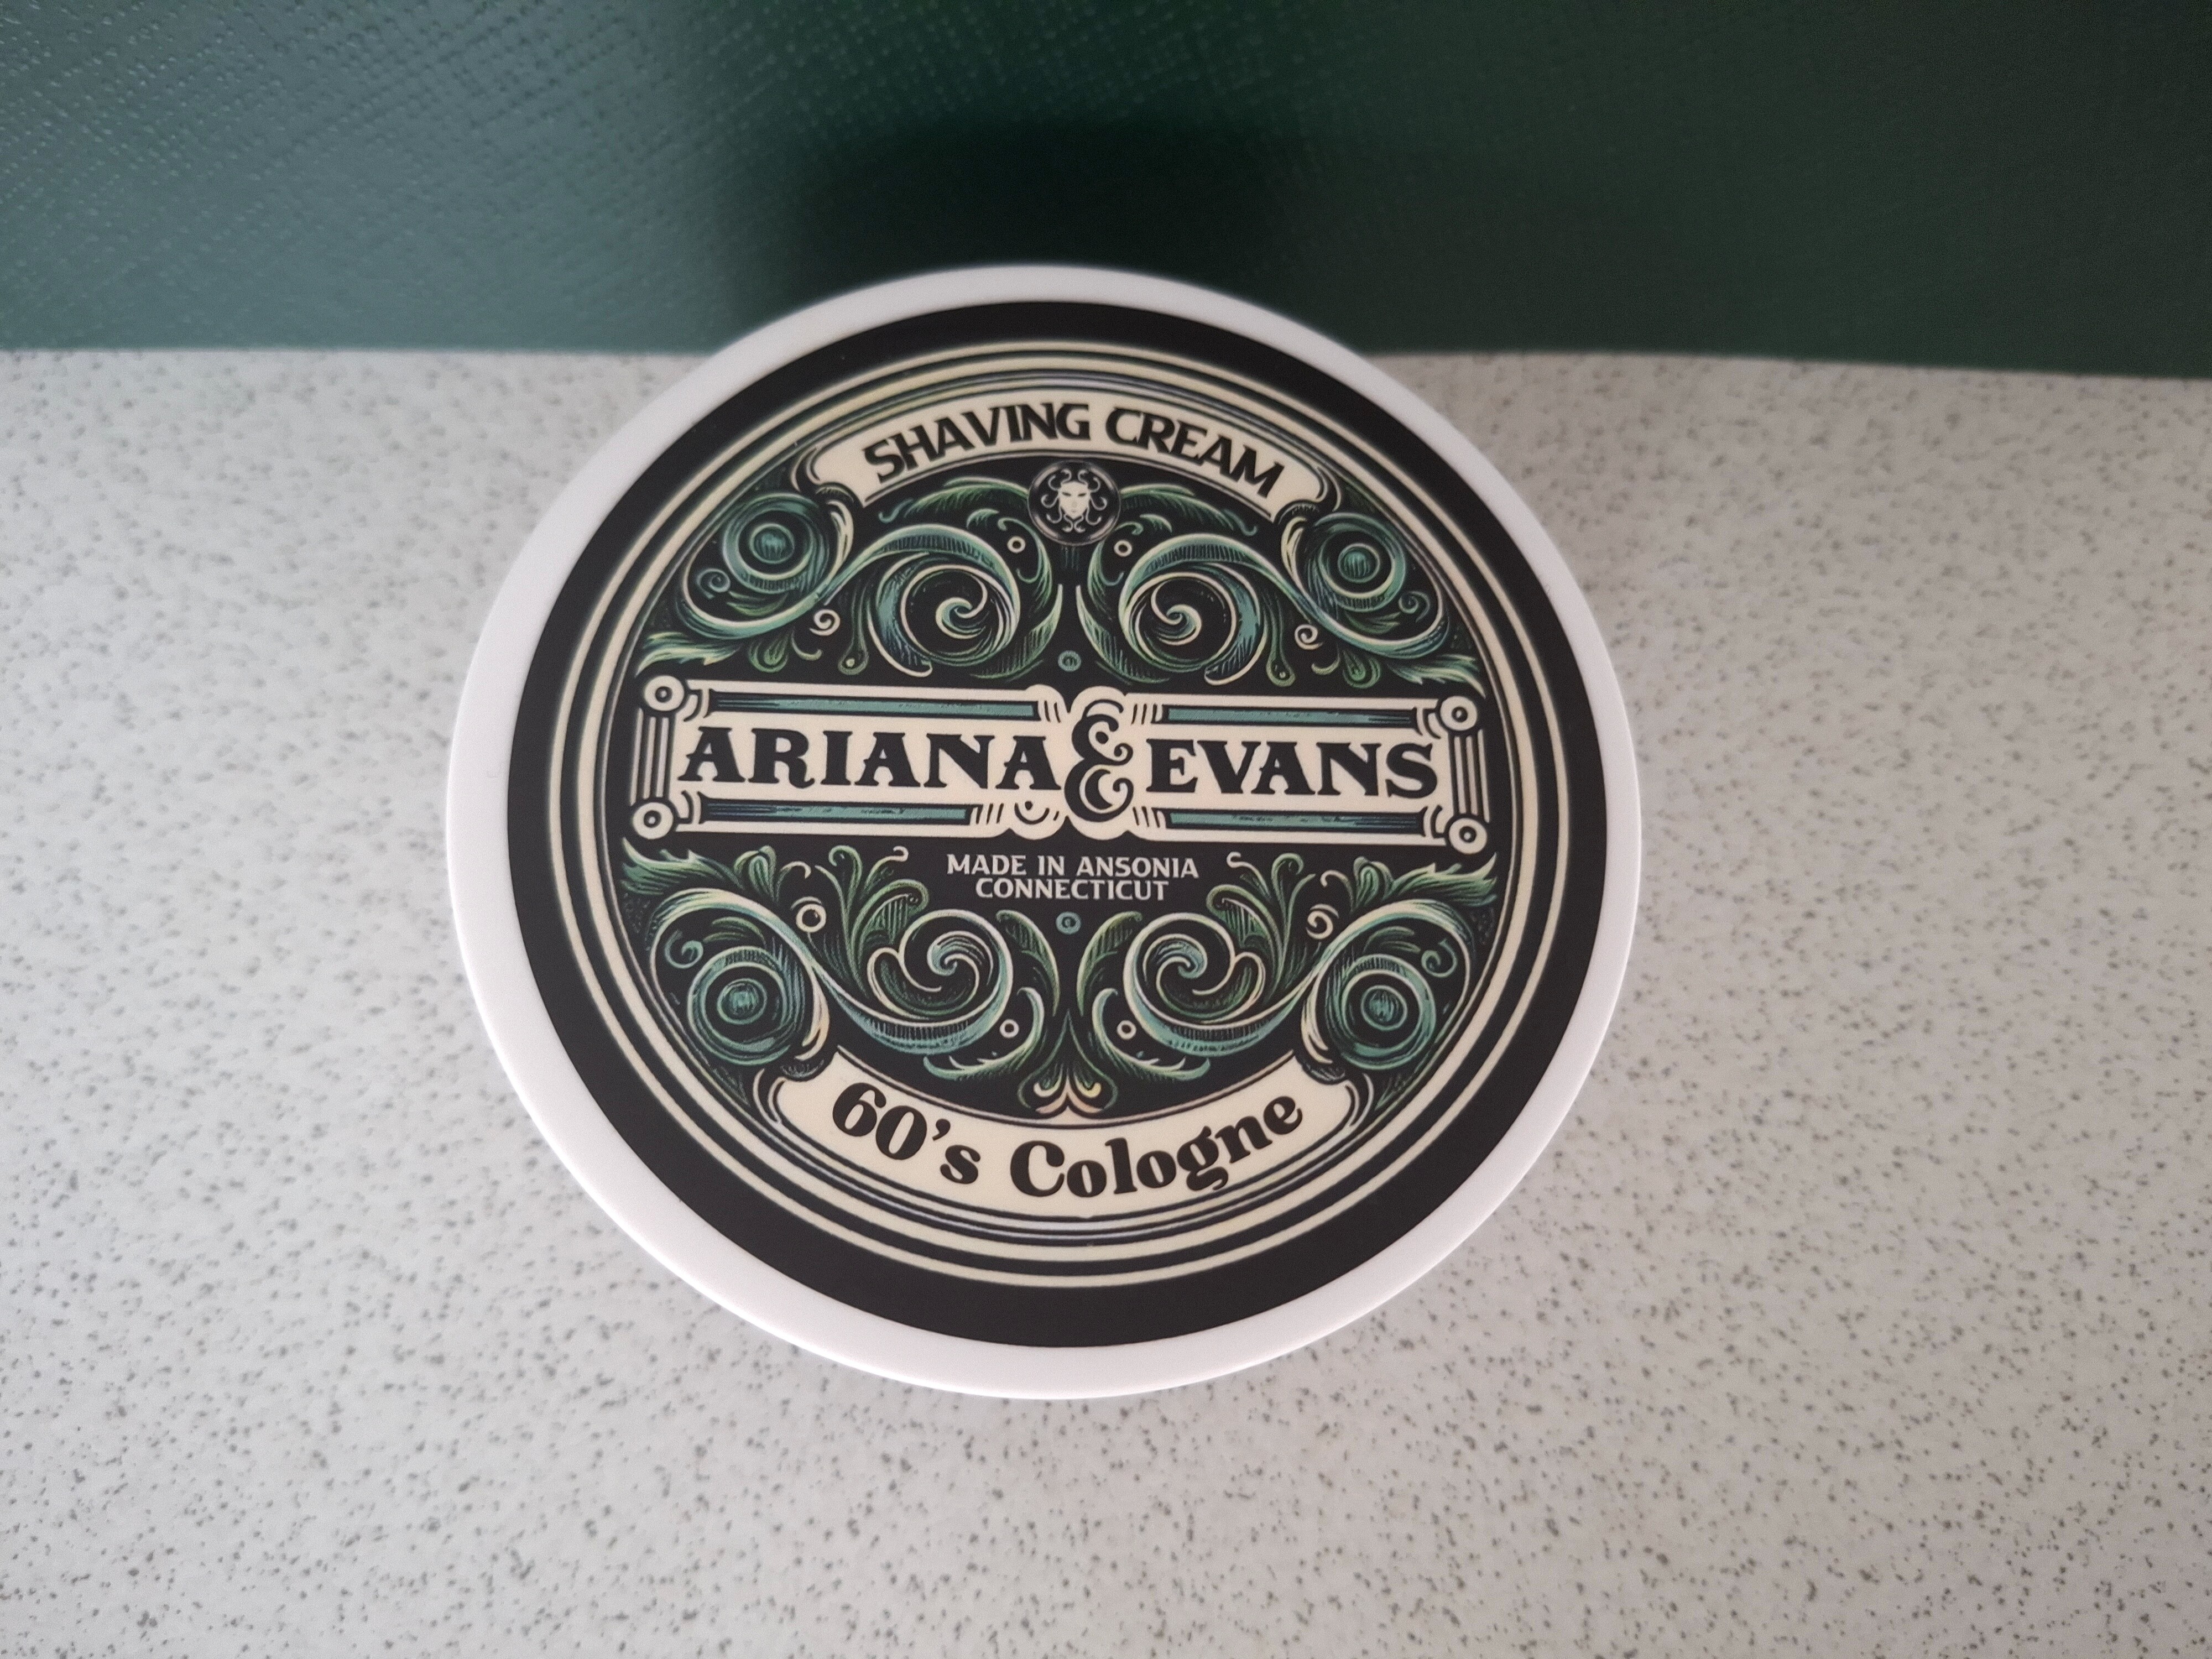 SHAVING CREAM
ARIANA & EVANS
MADE IN ANSONIA
CONNECTICUT
60's Cologne